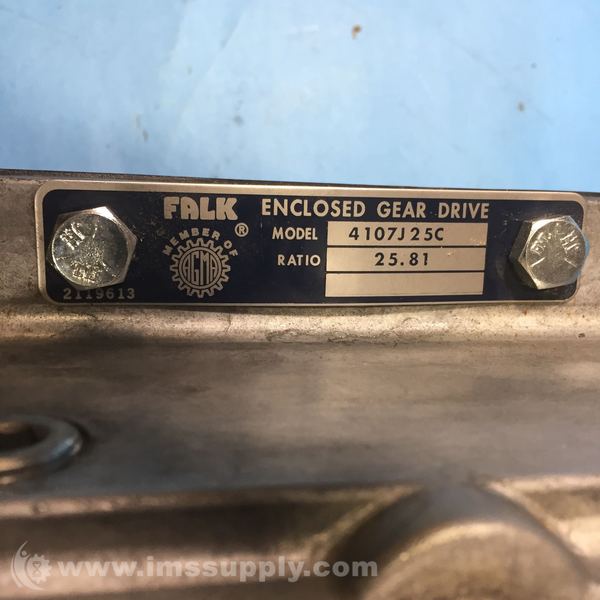 FALK ENCLOSED GEAR DRIVE
MEMBER OF
AGMA ®
MODEL 4107J25C
RATIO 25.81
2119613
www.imssupply.com